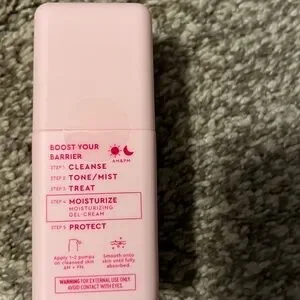 BOOST YOUR
BARRIER
AM&PM
STEP 1 CLEANSE
STEP 2 TONE/MIST
STEP 3 TREAT
STEP 4 MOISTURIZE
MOISTURIZING
GEL-CREAM
STEP 5 PROTECT
Apply 1-2 pumps
on cleansed skin
Smooth onto
skin until fully
absorbed.
WARNING FOR EXTERNAL USE ONLY.
AVOID CONTACT WITH EYES.